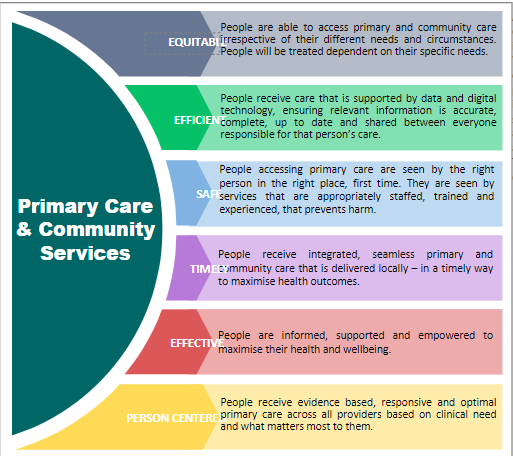 Primary Care
& Community
Services
EQUITABL
People are able to access primary and community care
irrespective of their different needs and circumstances.
People will be treated dependent on their specific needs.
EFFICIEN
People receive care that is supported by data and digital
technology, ensuring relevant information is accurate,
complete, up to date and shared between everyone
responsible for that person's care.
SAFE
People accessing primary care are seen by the right
person in the right place, first time. They are seen by
services that are appropriately staffed, trained and
experienced, that prevents harm.
TIMELY
People receive integrated, seamless primary and
community care that is delivered locally – in a timely way
to maximise health outcomes.
EFFECTIVE
People are informed, supported and empowered to
maximise their health and wellbeing.
PERSON CENTERE
People receive evidence based, responsive and optimal
primary care across all providers based on clinical need
and what matters most to them.